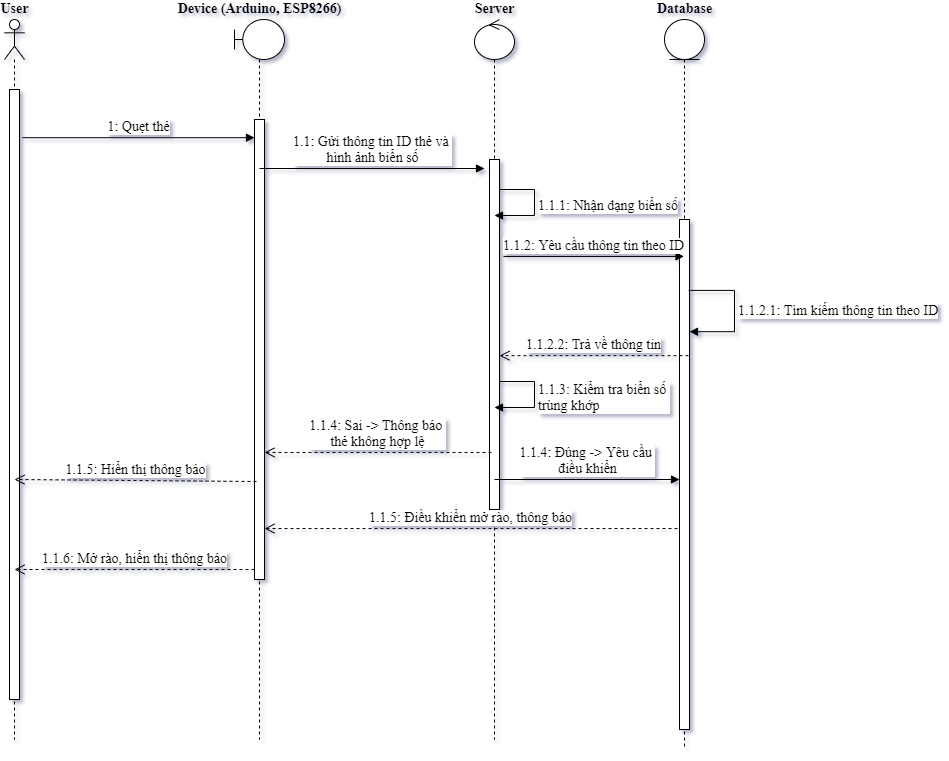 User
Device (Arduino, ESP8266)
Server
Database
1: Quẹt thẻ
1.1: Gửi thông tin ID thẻ và
hình ảnh biển số
1.1.1: Nhận dạng biển số
1.1.2: Yêu cầu thông tin theo ID
1.1.2.1: Tìm kiếm thông tin theo ID
1.1.2.2: Trả về thông tin
1.1.3: Kiểm tra biển số
trùng khớp
1.1.4: Sai -> Thông báo
thẻ không hợp lệ
1.1.4: Đúng -> Yêu cầu
điều khiển
1.1.5: Hiển thị thông báo
1.1.5: Điều khiển mở rào, thông báo
1.1.6: Mở rào, hiển thị thông báo